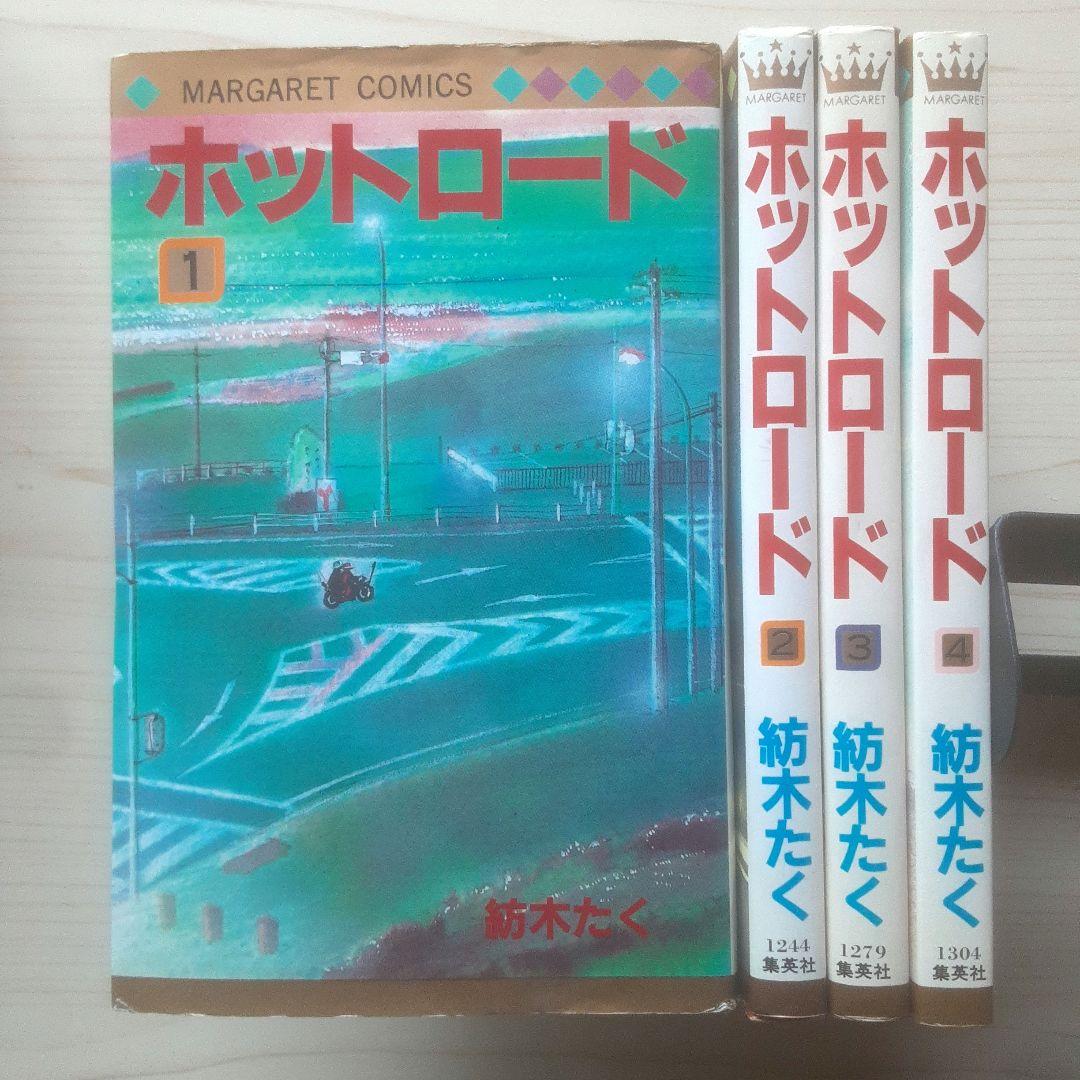 MARGARET COMICS
ホットロード
1
紡木たく
MARGARET
ホットロード
2
紡木たく
1244
集英社
MARGARET
ホットロード
3
紡木たく
1279
集英社
MARGARET
ホットロード
4
紡木たく
1304
集英社